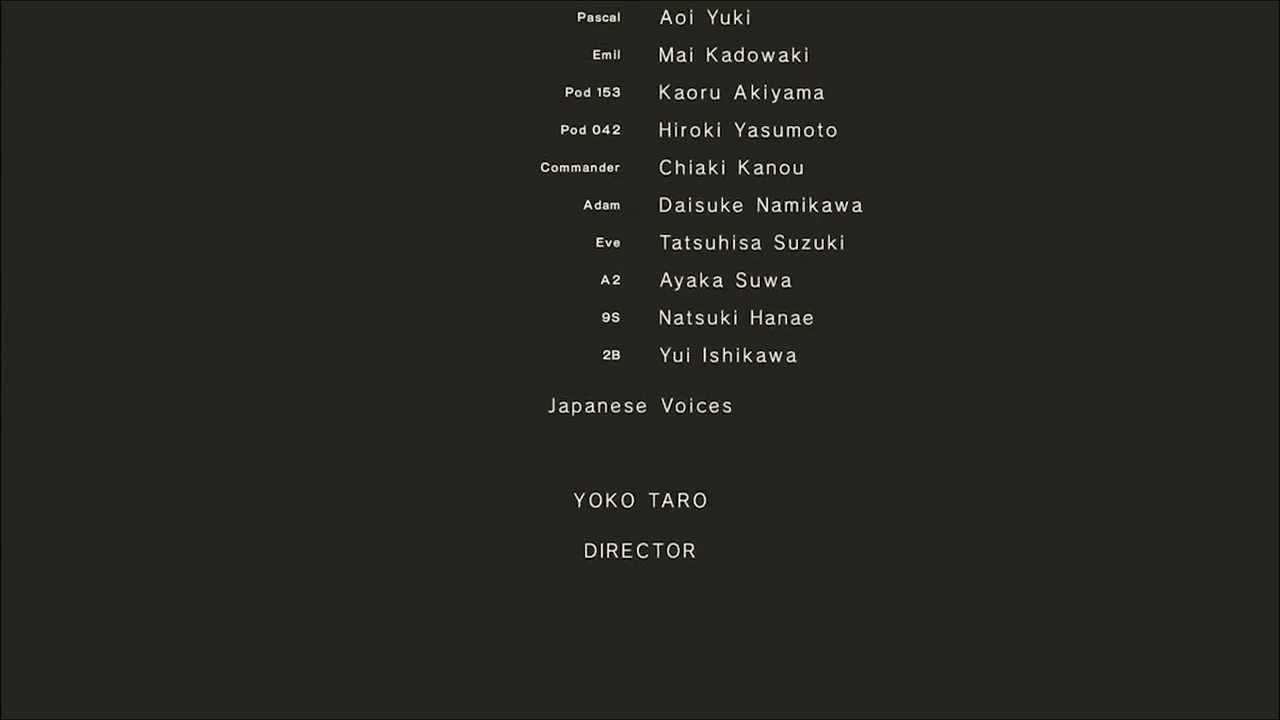 Pascal Aoi Yuki
Emil Mai Kadowaki
Pod 153 Kaoru Akiyama
Pod 042 Hiroki Yasumoto
Commander Chiaki Kanou
Adam Daisuke Namikawa
Eve Tatsuhisa Suzuki
A2 Ayaka Suwa
9S Natsuki Hanae
2B Yui Ishikawa
Japanese Voices
YOKO TARO
DIRECTOR